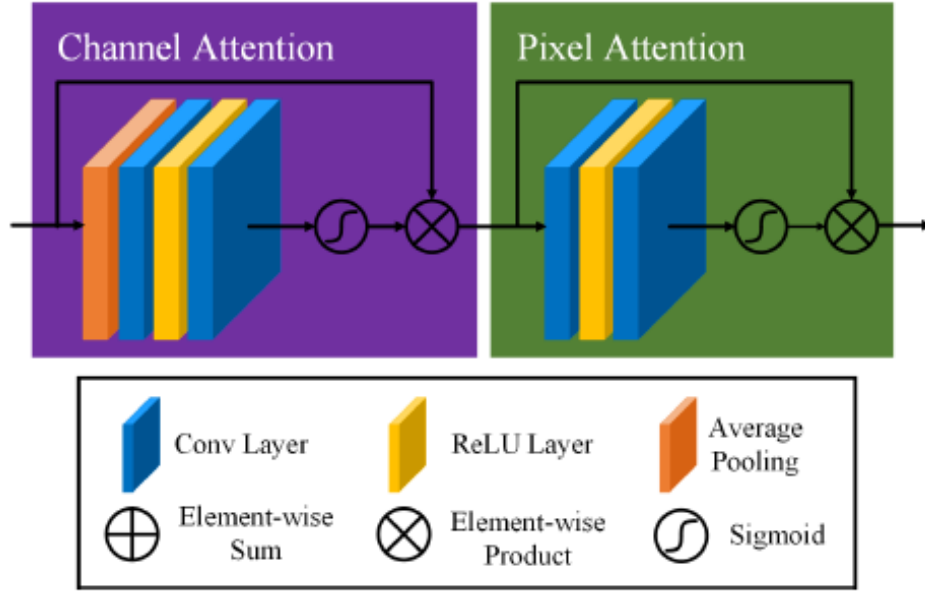 Channel Attention
Pixel Attention
Conv Layer
ReLU Layer
Average
Pooling
Element-wise
Sum
Element-wise
Product
Sigmoid